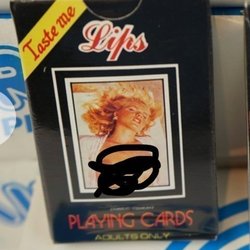 Taste me
Lips
PLAYING CARDS
ADULTS ONLY